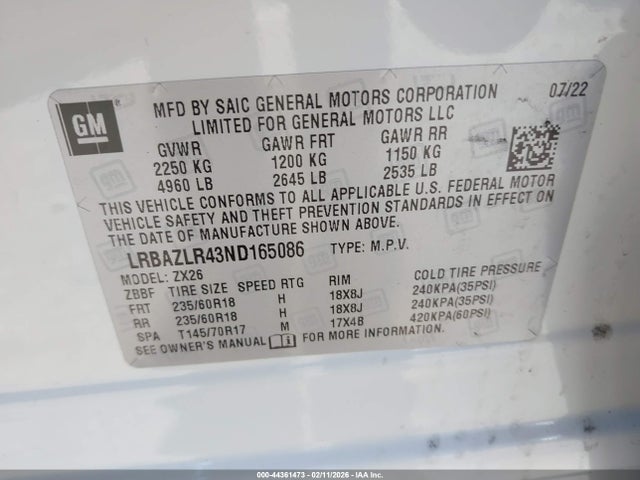 GM
MFD BY SAIC GENERAL MOTORS CORPORATION 07/22
LIMITED FOR GENERAL MOTORS LLC
GVWR GAWR FRT GAWR RR
2250 KG 1200 KG 1150 KG
4960 LB 2645 LB 2535 LB
THIS VEHICLE CONFORMS TO ALL APPLICABLE U.S. FEDERAL MOTOR
VEHICLE SAFETY AND THEFT PREVENTION STANDARDS IN EFFECT ON
THE DATE OF MANUFACTURE SHOWN ABOVE.
LRBAZLR43ND165086 TYPE: M.P.V.
MODEL: ZX26
ZBBF TIRE SIZE SPEED RTG RIM COLD TIRE PRESSURE
FRT 235/60R18 H 18X8J 240KPA(35PSI)
RR 235/60R18 H 18X8J 240KPA(35PSI)
SPA T145/70R17 M 17X4B 420KPA(60PSI)
SEE OWNER'S MANUAL FOR MORE INFORMATION.
000-44361473 - 02/11/2026 - IAA Inc.